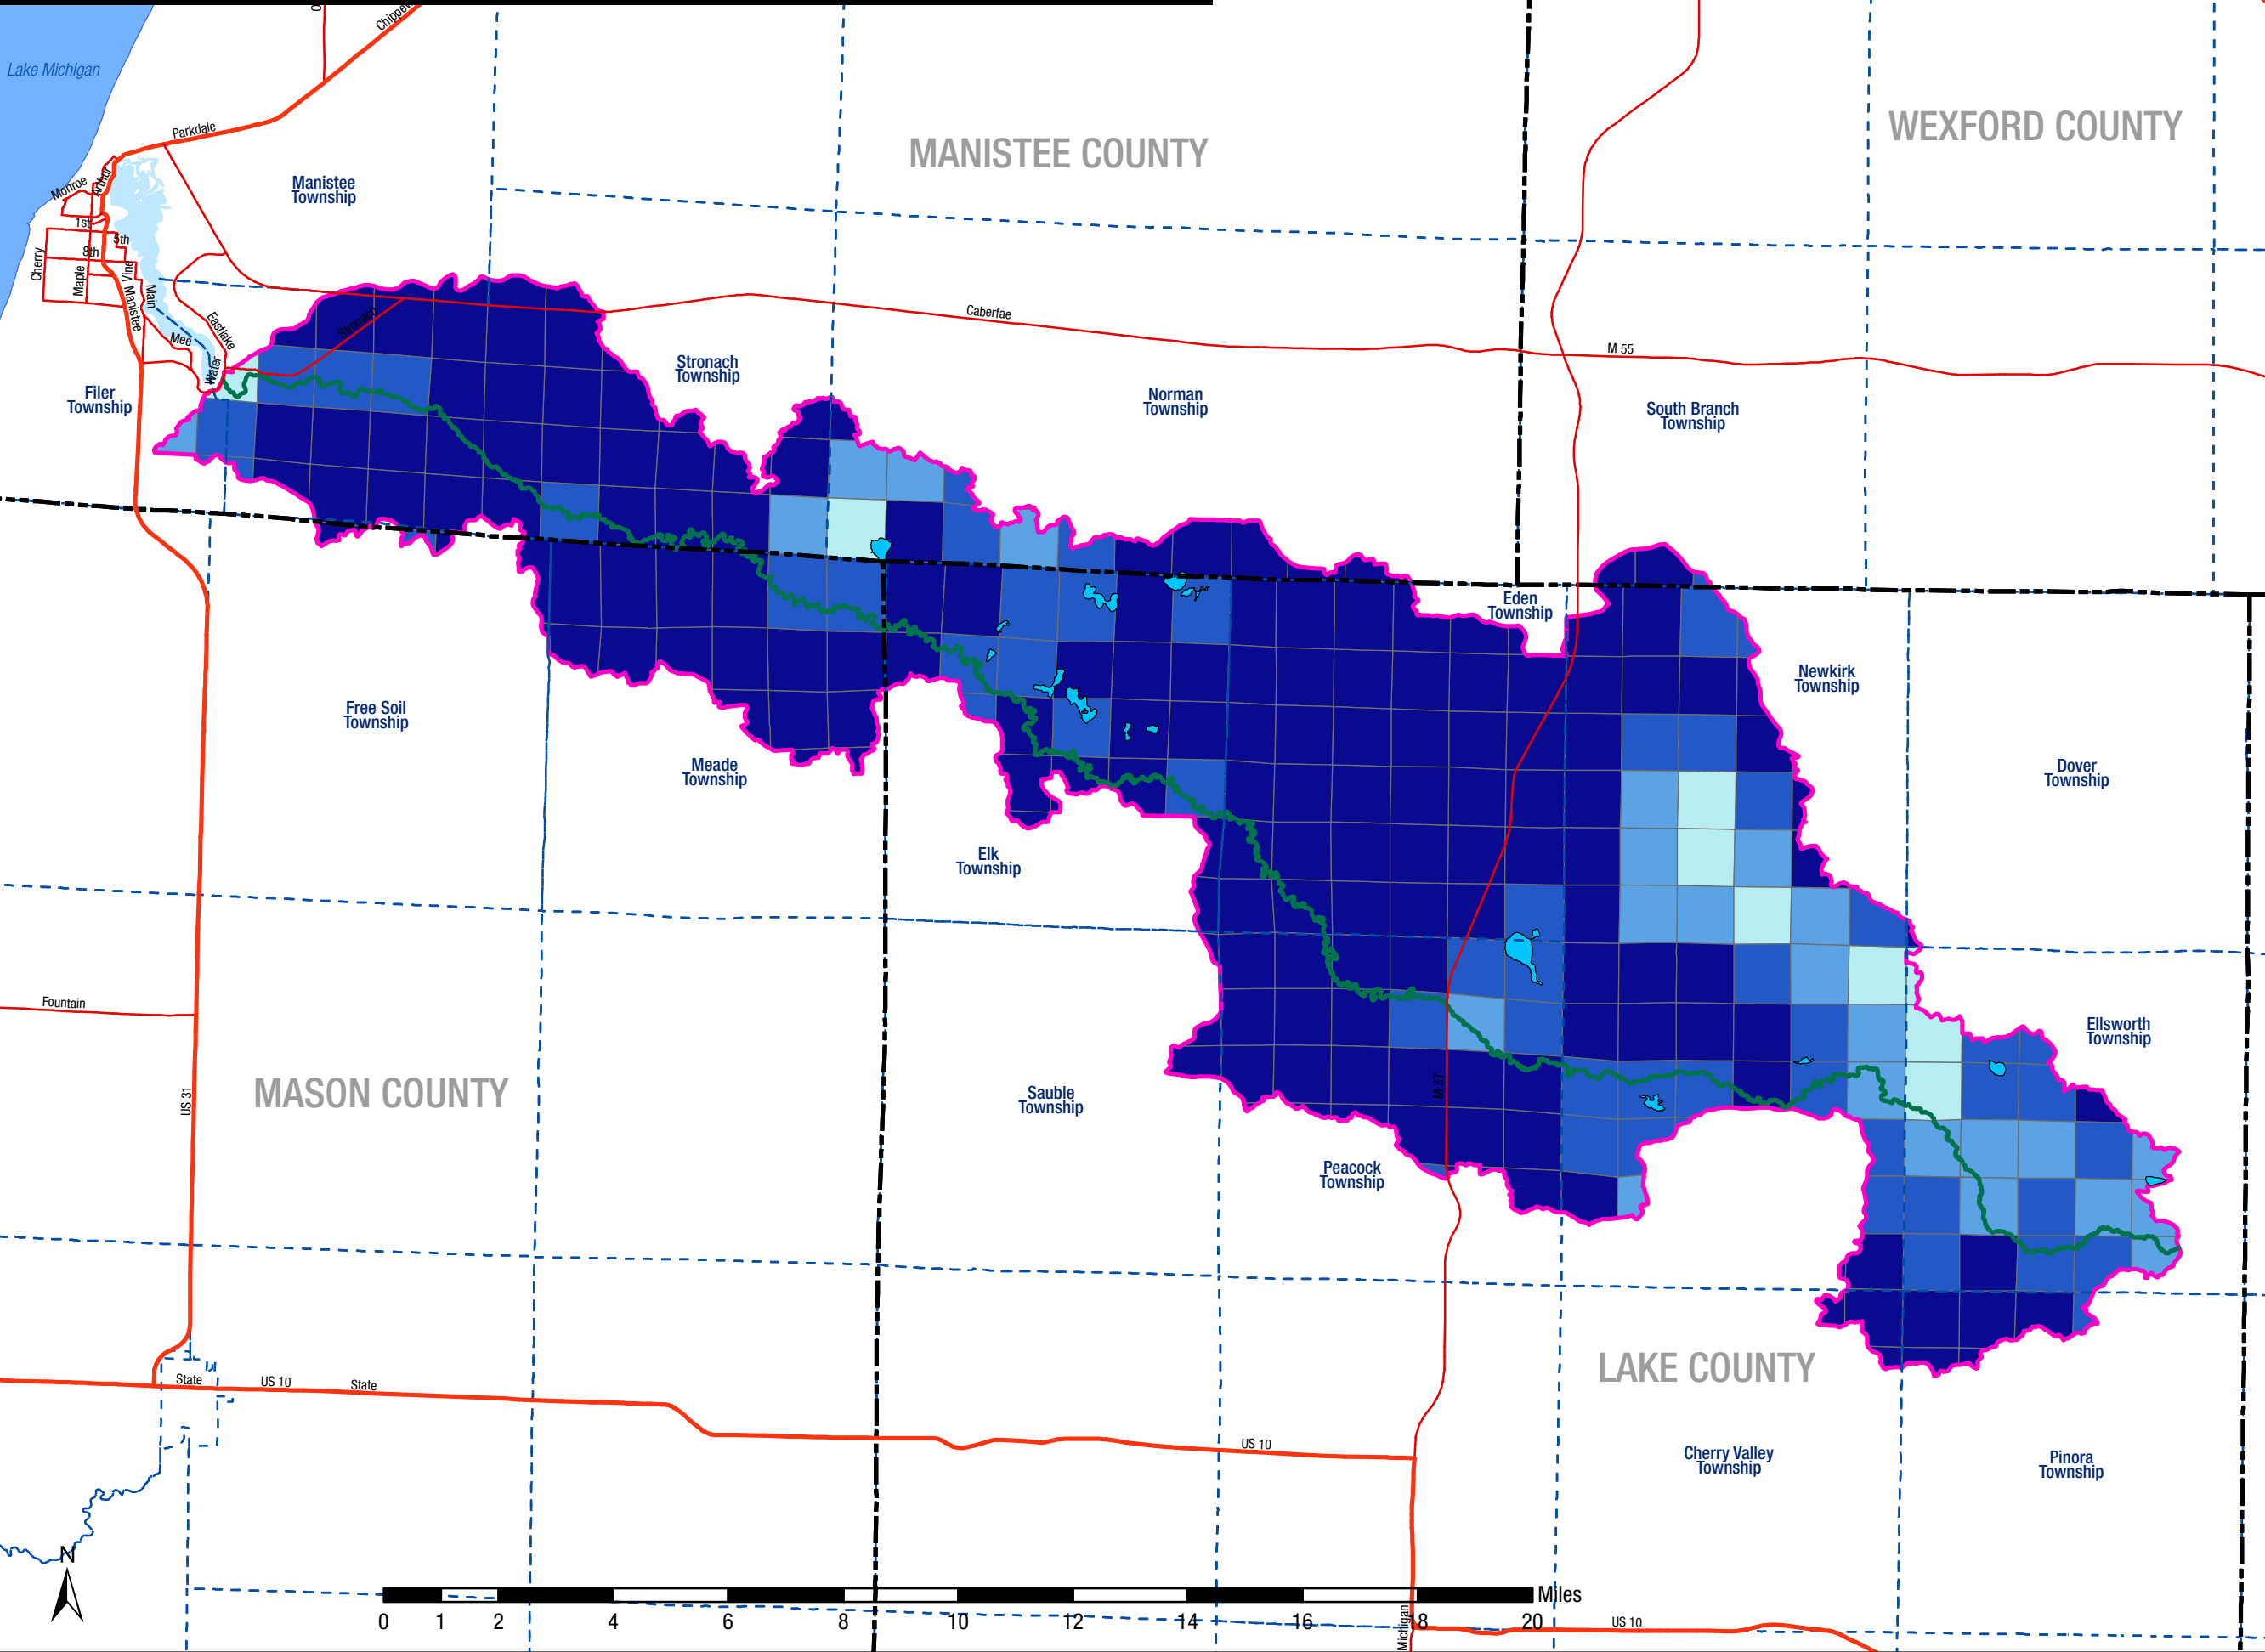 Chippew
Lake Michigan
Parkdale
MANISTEE COUNTY
WEXFORD COUNTY
Manistee
Township
Monroe
Arthur
1st
5th
8th
Cherry
Maple
Vine
Main
Manistee
Mee
Eastlake
Water
Stronach
Caberfae
M 55
Stronach
Township
Filer
Township
Norman
Township
South Branch
Township
Eden
Township
Newkirk
Township
Free Soil
Township
Meade
Township
Dover
Township
Elk
Township
Fountain
Ellsworth
Township
US 31
MASON COUNTY
Sauble
Township
M 37
Peacock
Township
LAKE COUNTY
State
US 10
State
US 10
Cherry Valley
Township
Pinora
Township
N
Miles
0 1 2 4 6 8 10 12 14 16 18 20
Michigan
US 10